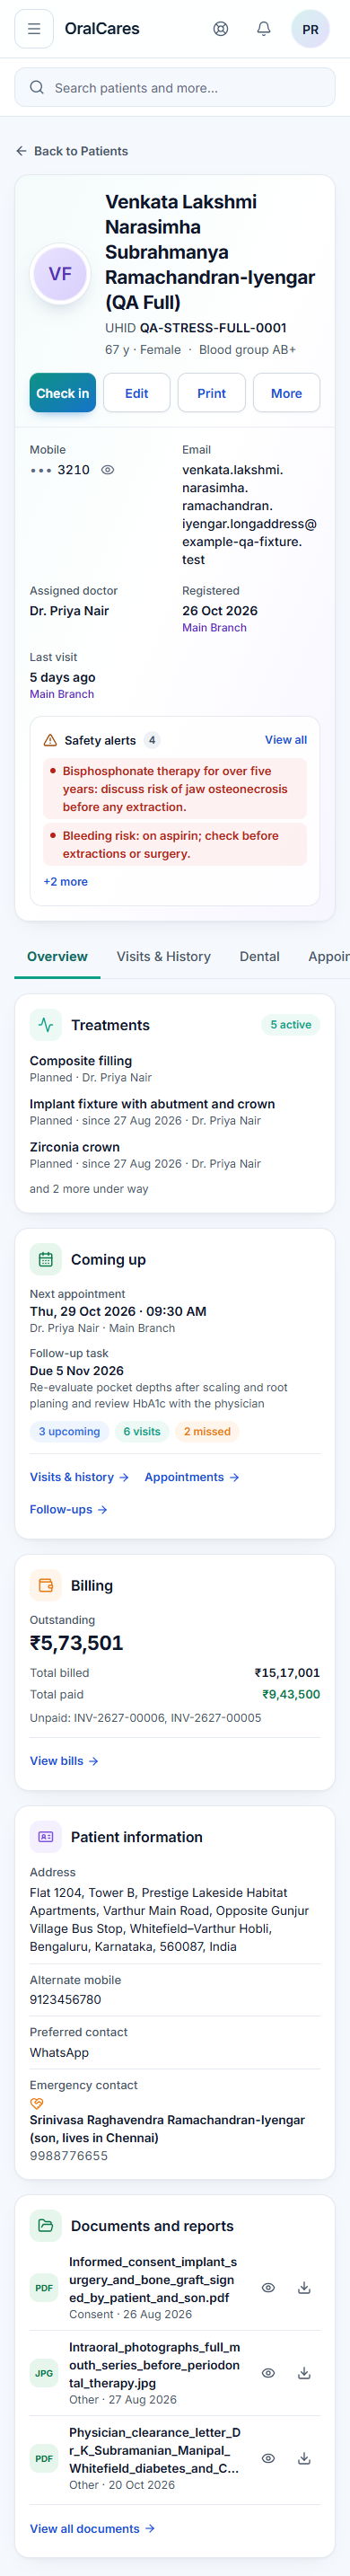 OralCares
PR
Search patients and more...
Back to Patients
VF
Venkata Lakshmi
Narasimha
Subrahmanya
Ramachandran-Iyengar
(QA Full)
UHID QA-STRESS-FULL-0001
67 y · Female · Blood group AB+
Check in
Edit
Print
More
Mobile
••• 3210
Email
venkata.lakshmi.
narasimha.
ramachandran.
iyengar.longaddress@
example-qa-fixture.
test
Assigned doctor
Dr. Priya Nair
Registered
26 Oct 2026
Main Branch
Last visit
5 days ago
Main Branch
Safety alerts 4
View all
• Bisphosphonate therapy for over five
years: discuss risk of jaw osteonecrosis
before any extraction.
• Bleeding risk: on aspirin; check before
extractions or surgery.
+2 more
Overview
Visits & History
Dental
Appoin
Treatments
5 active
Composite filling
Planned · Dr. Priya Nair
Implant fixture with abutment and crown
Planned · since 27 Aug 2026 · Dr. Priya Nair
Zirconia crown
Planned · since 27 Aug 2026 · Dr. Priya Nair
and 2 more under way
Coming up
Next appointment
Thu, 29 Oct 2026 · 09:30 AM
Dr. Priya Nair · Main Branch
Follow-up task
Due 5 Nov 2026
Re-evaluate pocket depths after scaling and root
planing and review HbA1c with the physician
3 upcoming
6 visits
2 missed
Visits & history →
Appointments →
Follow-ups →
Billing
Outstanding
₹5,73,501
Total billed
₹15,17,001
Total paid
₹9,43,500
Unpaid: INV-2627-00006, INV-2627-00005
View bills →
Patient information
Address
Flat 1204, Tower B, Prestige Lakeside Habitat
Apartments, Varthur Main Road, Opposite Gunjur
Village Bus Stop, Whitefield–Varthur Hobli,
Bengaluru, Karnataka, 560087, India
Alternate mobile
9123456780
Preferred contact
WhatsApp
Emergency contact
Srinivasa Raghavendra Ramachandran-Iyengar
(son, lives in Chennai)
9988776655
Documents and reports
PDF
Informed_consent_implant_s
urgery_and_bone_graft_sign
ed_by_patient_and_son.pdf
Consent · 26 Aug 2026
JPG
Intraoral_photographs_full_m
outh_series_before_periodon
tal_therapy.jpg
Other · 27 Aug 2026
PDF
Physician_clearance_letter_D
r_K_Subramanian_Manipal_
Whitefield_diabetes_and_C...
Other · 20 Oct 2026
View all documents →